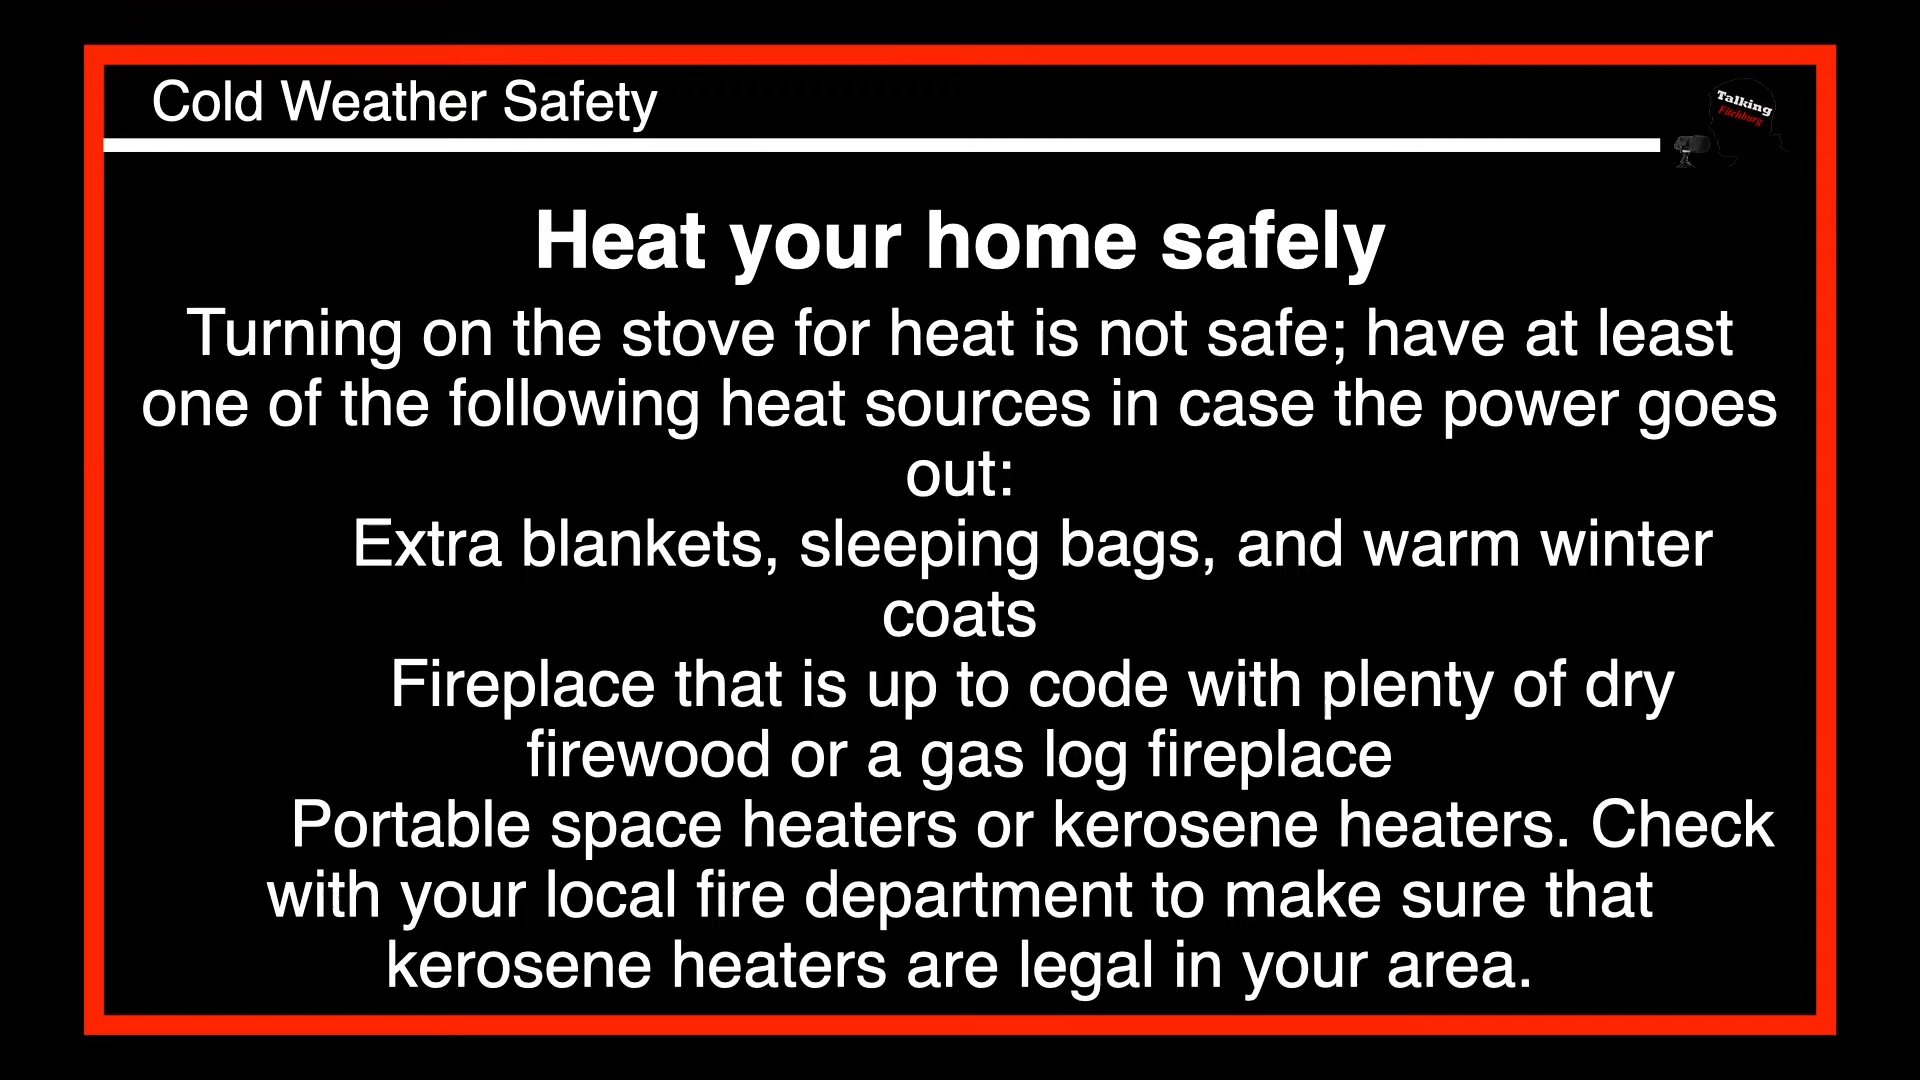 Cold Weather Safety
Talking
Fitchburg
Heat your home safely
Turning on the stove for heat is not safe; have at least
one of the following heat sources in case the power goes
out:
Extra blankets, sleeping bags, and warm winter
coats
Fireplace that is up to code with plenty of dry
firewood or a gas log fireplace
Portable space heaters or kerosene heaters. Check
with your local fire department to make sure that
kerosene heaters are legal in your area.